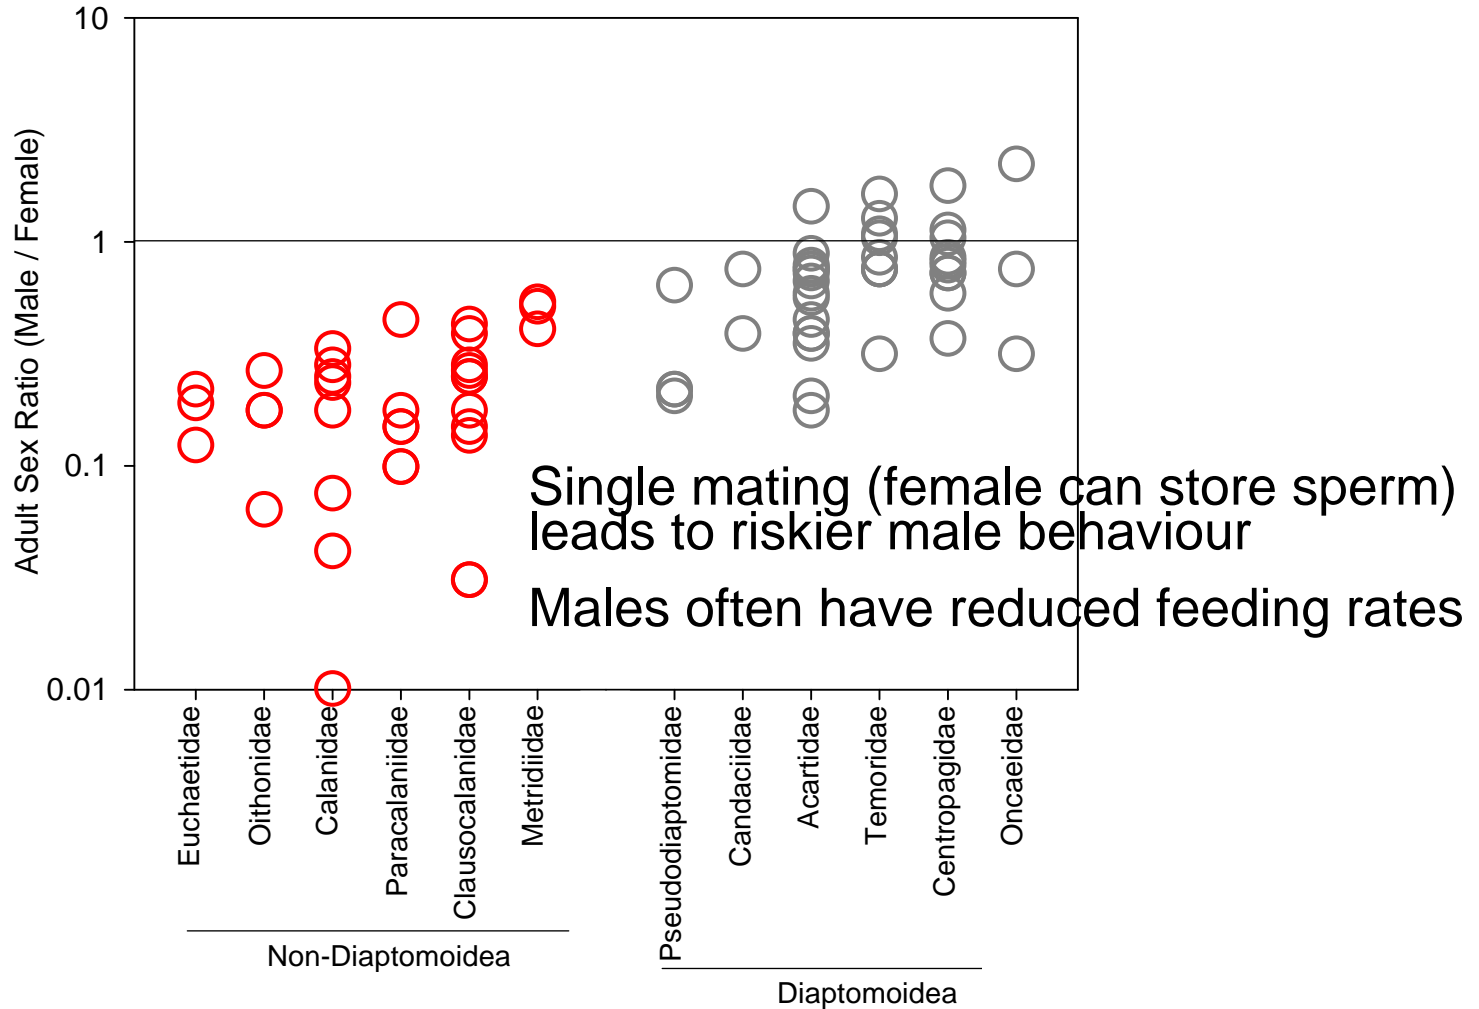 10
1
0.1
0.01
Adult Sex Ratio (Male / Female)
Single mating (female can store sperm)
leads to riskier male behaviour
Males often have reduced feeding rates
Euchaetidae
Oithonidae
Calanidae
Paracalaniidae
Clausocalanidae
Metridiidae
Pseudodiaptomidae
Candaciidae
Acartidae
Temoridae
Centropagidae
Oncaeidae
Non-Diaptomoidea
Diaptomoidea